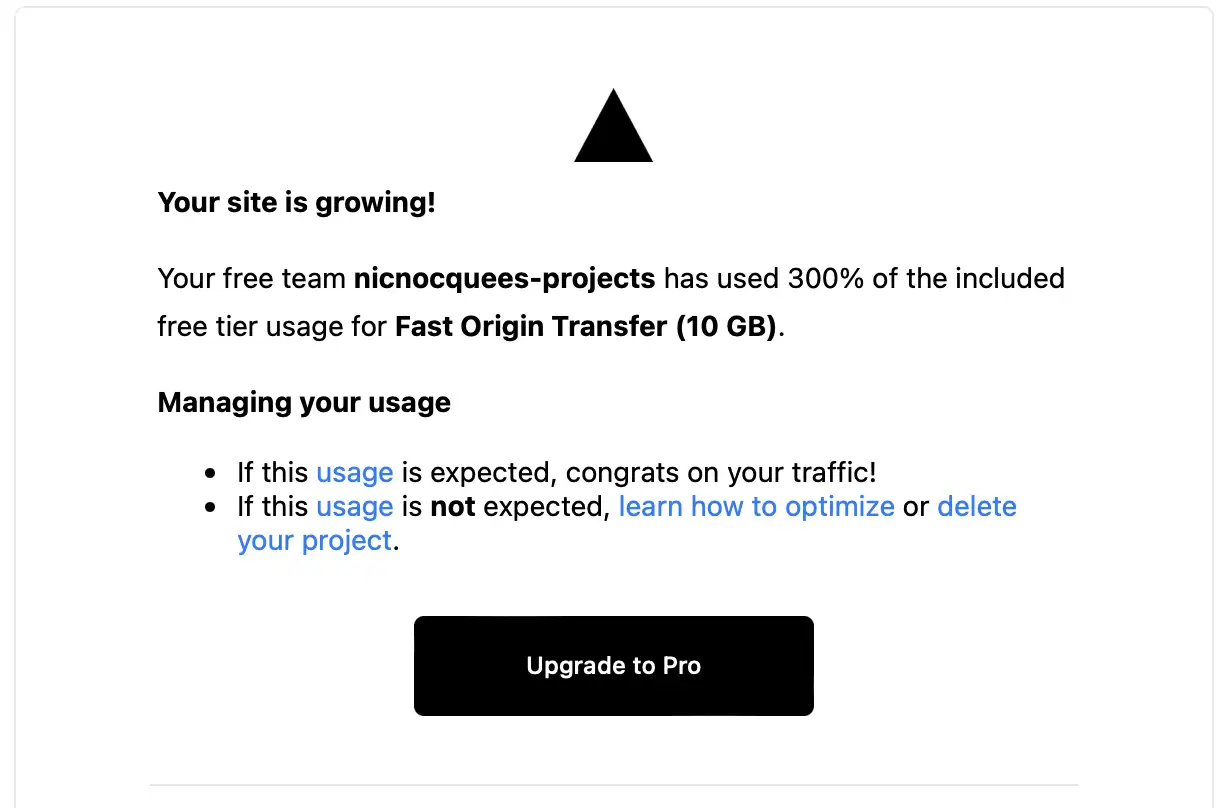 Your site is growing!
Your free team nicnocquees-projects has used 300% of the included
free tier usage for Fast Origin Transfer (10 GB).
Managing your usage
• If this usage is expected, congrats on your traffic!
• If this usage is not expected, learn how to optimize or delete
your project.
Upgrade to Pro